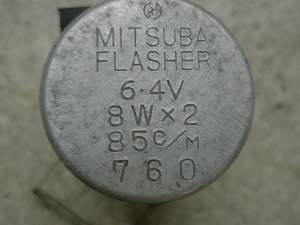 MITSUBA
FLASHER
6.4V
8W×2
85c/M
760